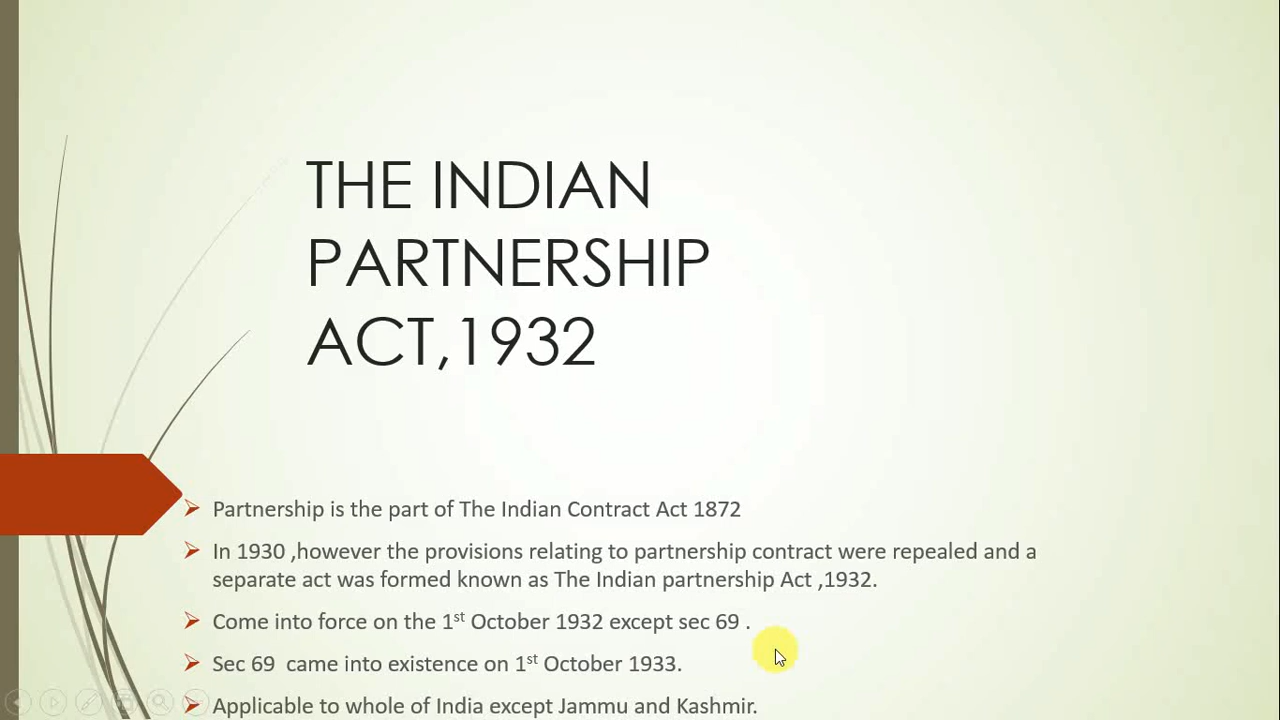 THE INDIAN
PARTNERSHIP
ACT,1932
Partnership is the part of The Indian Contract Act 1872
In 1930 ,however the provisions relating to partnership contract were repealed and a
separate act was formed known as The Indian partnership Act ,1932.
Come into force on the 1st October 1932 except sec 69 .
Sec 69 came into existence on 1st October 1933.
Applicable to whole of India except Jammu and Kashmir.